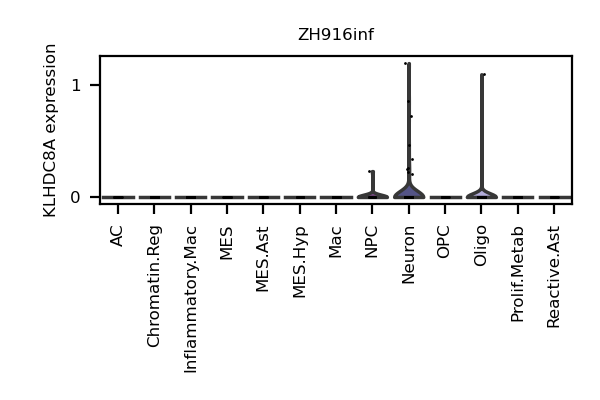 ZH916inf
KLHDC8A expression
1
0
AC
Chromatin.Reg
Inflammatory.Mac
MES
MES.Ast
MES.Hyp
Mac
NPC
Neuron
OPC
Oligo
Prolif.Metab
Reactive.Ast